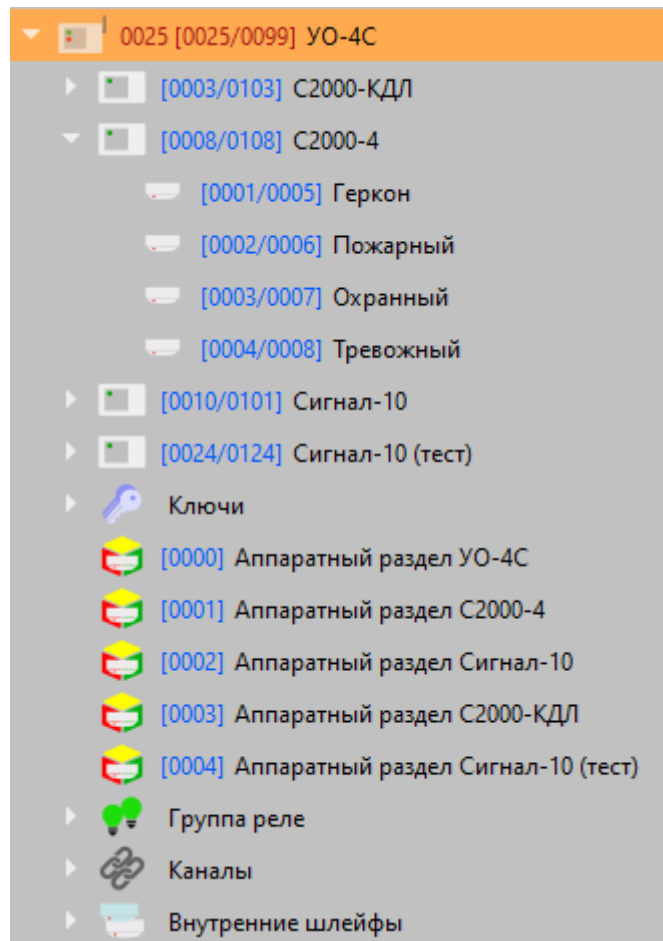 0025 [0025/0099] УО-4С
[0003/0103] С2000-КДЛ
[0008/0108] С2000-4
[0001/0005] Геркон
[0002/0006] Пожарный
[0003/0007] Охранный
[0004/0008] Тревожный
[0010/0101] Сигнал-10
[0024/0124] Сигнал-10 (тест)
Ключи
[0000] Аппаратный раздел УО-4С
[0001] Аппаратный раздел С2000-4
[0002] Аппаратный раздел Сигнал-10
[0003] Аппаратный раздел С2000-КДЛ
[0004] Аппаратный раздел Сигнал-10 (тест)
Группа реле
Каналы
Внутренние шлейфы